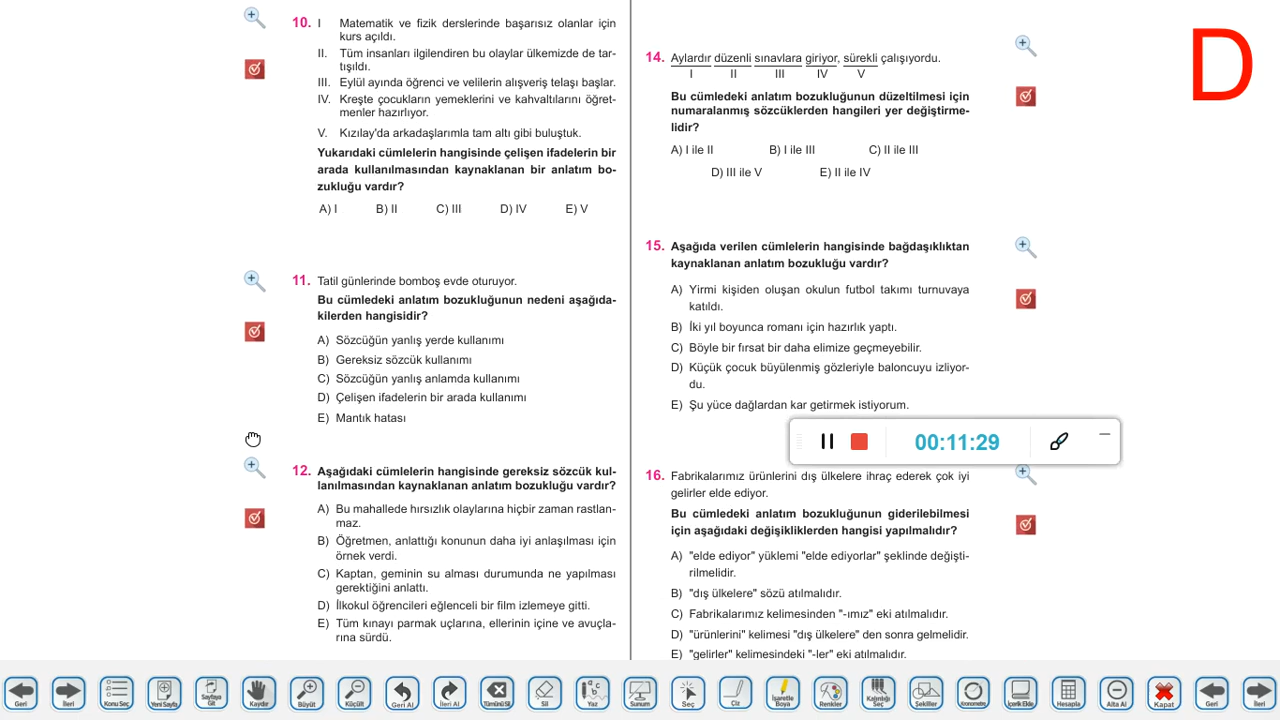 10. I Matematik ve fizik derslerinde başarısız olanlar için
kurs açıldı.
II. Tüm insanları ilgilendiren bu olaylar ülkemizde de tar-
tışıldı.
III. Eylül ayında öğrenci ve velilerin alışveriş telaşı başlar.
IV. Kreşte çocukların yemeklerini ve kahvaltılarını öğret-
menler hazırlıyor.
V. Kızılay'da arkadaşlarımla tam altı gibi buluştuk.
Yukarıdaki cümlelerin hangisinde çelişen ifadelerin bir
arada kullanılmasından kaynaklanan bir anlatım bo-
zukluğu vardır?
A) I B) II C) III D) IV E) V
11. Tatil günlerinde bomboş evde oturuyor.
Bu cümledeki anlatım bozukluğunun nedeni aşağıda-
kilerden hangisidir?
A) Sözcüğün yanlış yerde kullanımı
B) Gereksiz sözcük kullanımı
C) Sözcüğün yanlış anlamda kullanımı
D) Çelişen ifadelerin bir arada kullanımı
E) Mantık hatası
12. Aşağıdaki cümlelerin hangisinde gereksiz sözcük kul-
lanılmasından kaynaklanan anlatım bozukluğu vardır?
A) Bu mahallede hırsızlık olaylarına hiçbir zaman rastlan-
maz.
B) Öğretmen, anlattığı konunun daha iyi anlaşılması için
örnek verdi.
C) Kaptan, geminin su alması durumunda ne yapılması
gerektiğini anlattı.
D) İlkokul öğrencileri eğlenceli bir film izlemeye gitti.
E) Tüm kınayı parmak uçlarına, ellerinin içine ve avuçla-
rına sürdü.
14. Aylardır düzenli sınavlara giriyor, sürekli çalışıyordu.
I II III IV V
Bu cümledeki anlatım bozukluğunun düzeltilmesi için
numaralanmış sözcüklerden hangileri yer değiştirme-
lidir?
A) I ile II B) I ile III C) II ile III
D) III ile V E) II ile IV
15. Aşağıda verilen cümlelerin hangisinde bağdaşıklıktan
kaynaklanan anlatım bozukluğu vardır?
A) Yirmi kişiden oluşan okulun futbol takımı turnuvaya
katıldı.
B) İki yıl boyunca romanı için hazırlık yaptı.
C) Böyle bir fırsat bir daha elimize geçmeyebilir.
D) Küçük çocuk büyülenmiş gözleriyle baloncuyu izliyor-
du.
E) Şu yüce dağlardan kar getirmek istiyorum.
00:11:29
16. Fabrikalarımız ürünlerini dış ülkelere ihraç ederek çok iyi
gelirler elde ediyor.
Bu cümledeki anlatım bozukluğunun giderilebilmesi
için aşağıdaki değişikliklerden hangisi yapılmalıdır?
A) "elde ediyor" yüklemi "elde ediyorlar" şeklinde değişti-
rilmelidir.
B) "dış ülkelere" sözü atılmalıdır.
C) Fabrikalarımız kelimesinden "-ımız" eki atılmalıdır.
D) "ürünlerini" kelimesi "dış ülkelere" den sonra gelmelidir.
E) "gelirler" kelimesindeki "-ler" eki atılmalıdır.
D
Geri İleri Konu Seç Yeni Sayfa Sayfaya Git Kaydır Büyüt Küçült Geri Al İleri Al Tümünü Sil Sil Yaz Sunum Seç Çiz İşaretle Boya Renkler Kalınlığı Seç Şekiller Kronometre İçerik Ekle Hesapla Alta Al Kapat Geri İleri